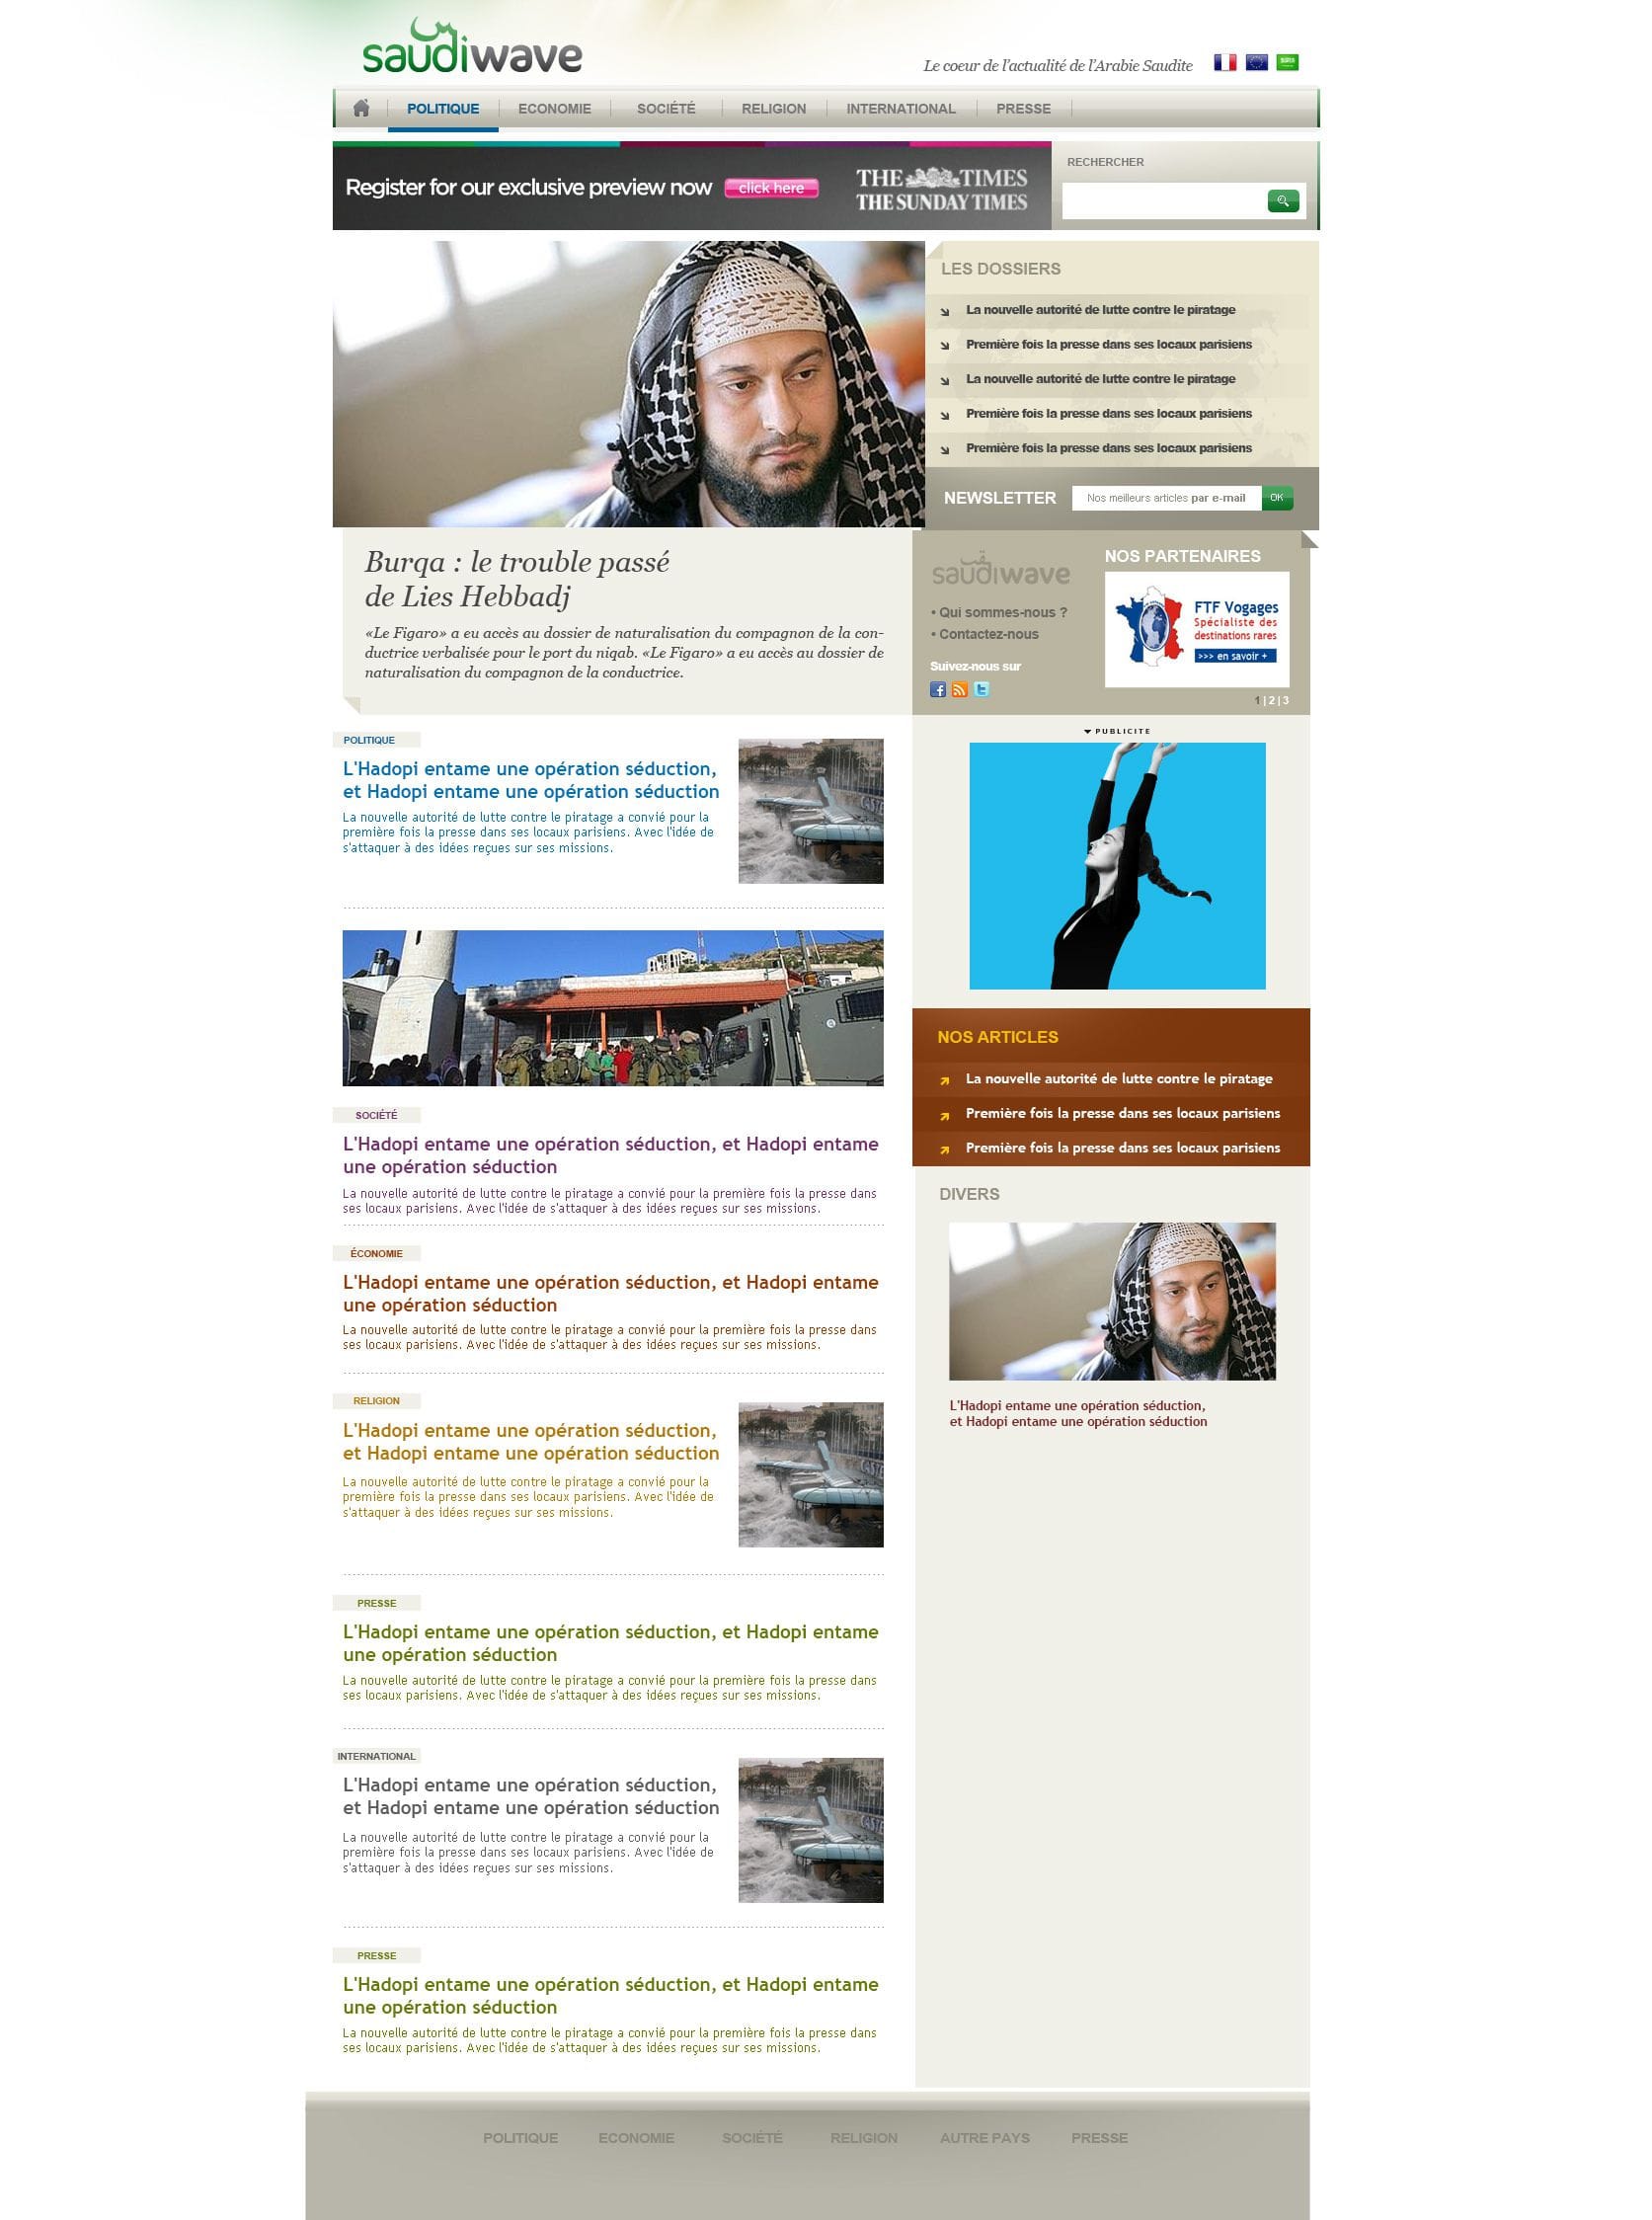 saudiwave
Le coeur de l'actualité de l'Arabie Saudite
POLITIQUE ECONOMIE SOCIÉTÉ RELIGION INTERNATIONAL PRESSE
Register for our exclusive preview now click here THE TIMES
THE SUNDAY TIMES
RECHERCHER
LES DOSSIERS
La nouvelle autorité de lutte contre le piratage
Première fois la presse dans ses locaux parisiens
La nouvelle autorité de lutte contre le piratage
Première fois la presse dans ses locaux parisiens
Première fois la presse dans ses locaux parisiens
NEWSLETTER Nos meilleurs articles par e-mail OK
Burqa : le trouble passé
de Lies Hebbadj
«Le Figaro» a eu accès au dossier de naturalisation du compagnon de la con-
ductrice verbalisée pour le port du niqab. «Le Figaro» a eu accès au dossier de
naturalisation du compagnon de la conductrice.
saudiwave
• Qui sommes-nous ?
• Contactez-nous
Suivez-nous sur
NOS PARTENAIRES
FTF Vogages
Spécialiste des
destinations rares
>>> en savoir +
1 | 2 | 3
POLITIQUE
L'Hadopi entame une opération séduction,
et Hadopi entame une opération séduction
La nouvelle autorité de lutte contre le piratage a convié pour la
première fois la presse dans ses locaux parisiens. Avec l'idée de
s'attaquer à des idées reçues sur ses missions.
PUBLICITE
SOCIÉTÉ
L'Hadopi entame une opération séduction, et Hadopi entame
une opération séduction
La nouvelle autorité de lutte contre le piratage a convié pour la première fois la presse dans
ses locaux parisiens. Avec l'idée de s'attaquer à des idées reçues sur ses missions.
ÉCONOMIE
L'Hadopi entame une opération séduction, et Hadopi entame
une opération séduction
La nouvelle autorité de lutte contre le piratage a convié pour la première fois la presse dans
ses locaux parisiens. Avec l'idée de s'attaquer à des idées reçues sur ses missions.
RELIGION
L'Hadopi entame une opération séduction,
et Hadopi entame une opération séduction
La nouvelle autorité de lutte contre le piratage a convié pour la
première fois la presse dans ses locaux parisiens. Avec l'idée de
s'attaquer à des idées reçues sur ses missions.
PRESSE
L'Hadopi entame une opération séduction, et Hadopi entame
une opération séduction
La nouvelle autorité de lutte contre le piratage a convié pour la première fois la presse dans
ses locaux parisiens. Avec l'idée de s'attaquer à des idées reçues sur ses missions.
INTERNATIONAL
L'Hadopi entame une opération séduction,
et Hadopi entame une opération séduction
La nouvelle autorité de lutte contre le piratage a convié pour la
première fois la presse dans ses locaux parisiens. Avec l'idée de
s'attaquer à des idées reçues sur ses missions.
PRESSE
L'Hadopi entame une opération séduction, et Hadopi entame
une opération séduction
La nouvelle autorité de lutte contre le piratage a convié pour la première fois la presse dans
ses locaux parisiens. Avec l'idée de s'attaquer à des idées reçues sur ses missions.
NOS ARTICLES
La nouvelle autorité de lutte contre le piratage
Première fois la presse dans ses locaux parisiens
Première fois la presse dans ses locaux parisiens
DIVERS
L'Hadopi entame une opération séduction,
et Hadopi entame une opération séduction
POLITIQUE ECONOMIE SOCIÉTÉ RELIGION AUTRE PAYS PRESSE